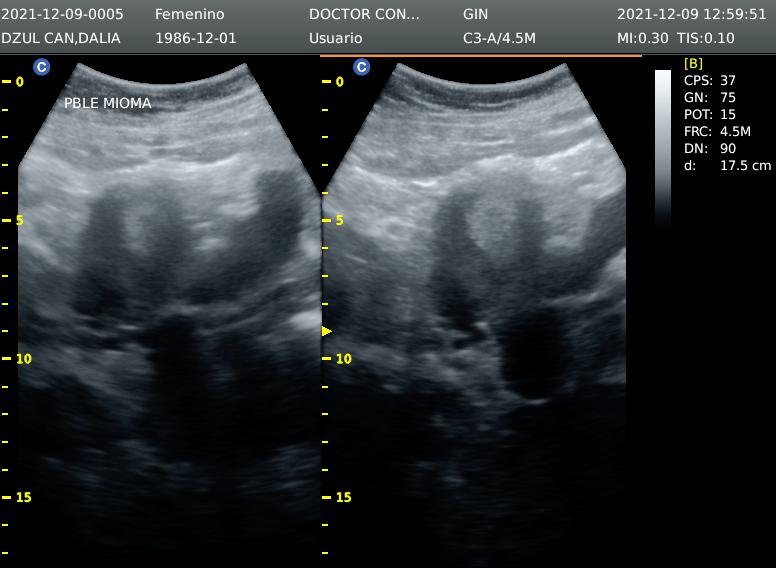 2021-12-09-0005 Femenino DOCTOR CON... GIN 2021-12-09 12:59:51
DZUL CAN,DALIA 1986-12-01 Usuario C3-A/4.5M MI:0.30 TIS:0.10
C C
[B]
0 0
CPS: 37
GN: 75
POT: 15
FRC: 4.5M
DN: 90
d: 17.5 cm
PBLE MIOMA
5 5
10 10
15 15